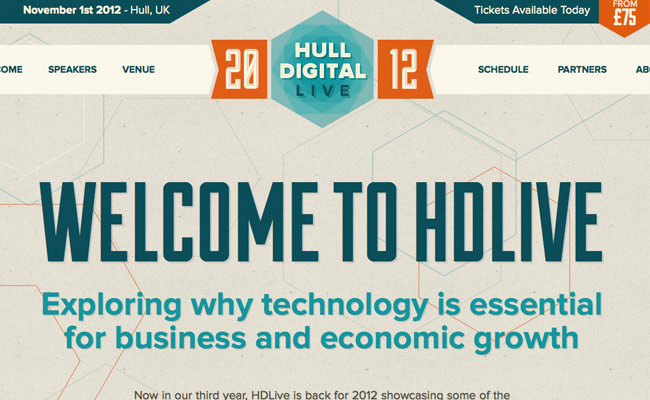 November 1st 2012 - Hull, UK
Tickets Available Today
FROM
£75
COME
SPEAKERS
VENUE
20
HULL
DIGITAL
LIVE
12
SCHEDULE
PARTNERS
AB
WELCOME TO HDLIVE
Exploring why technology is essential
for business and economic growth
Now in our third year, HDLive is back for 2012 showcasing some of the